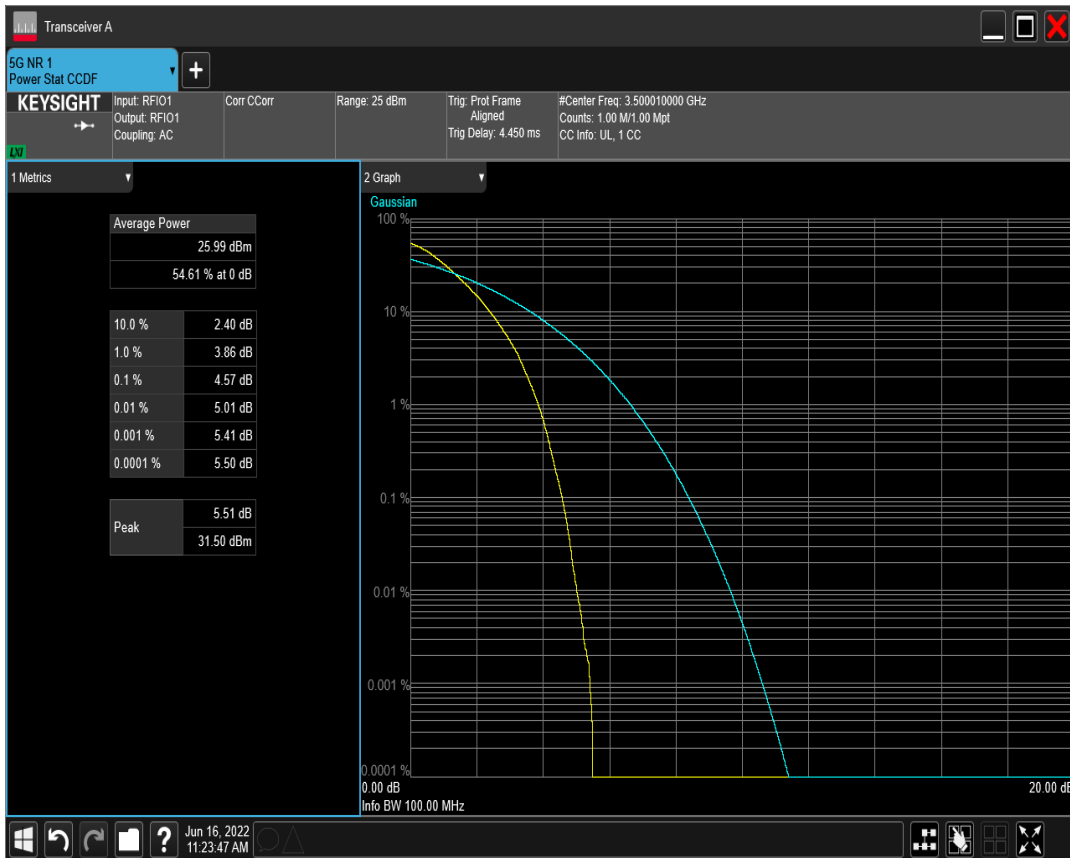 Transceiver A
5G NR 1
Power Stat CCDF
+
KEYSIGHT
LXI
Input: RFIO1
Output: RFIO1
Coupling: AC
Corr CCorr
Range: 25 dBm
Trig: Prot Frame
Aligned
Trig Delay: 4.450 ms
#Center Freq: 3.500010000 GHz
Counts: 1.00 M/1.00 Mpt
CC Info: UL, 1 CC
1 Metrics
Average Power
25.99 dBm
54.61 % at 0 dB
10.0 % 2.40 dB
1.0 % 3.86 dB
0.1 % 4.57 dB
0.01 % 5.01 dB
0.001 % 5.41 dB
0.0001 % 5.50 dB
Peak
5.51 dB
31.50 dBm
2 Graph
Gaussian
100 %
10 %
1 %
0.1 %
0.01 %
0.001 %
0.0001 %
0.00 dB 20.00 dB
Info BW 100.00 MHz
?
Jun 16, 2022
11:23:47 AM